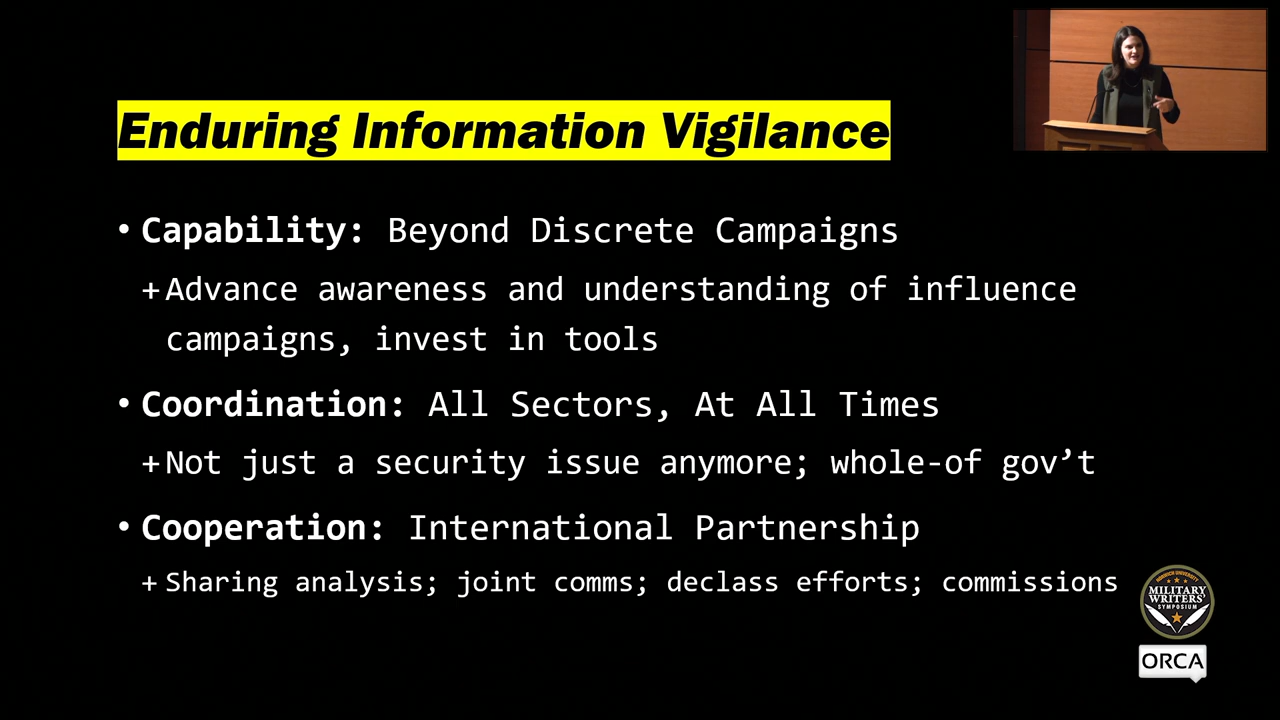 Enduring Information Vigilance
• Capability: Beyond Discrete Campaigns
+ Advance awareness and understanding of influence
campaigns, invest in tools
• Coordination: All Sectors, At All Times
+ Not just a security issue anymore; whole-of gov’t
• Cooperation: International Partnership
+ Sharing analysis; joint comms; declass efforts; commissions
NORWICH UNIVERSITY
MILITARY
WRITERS'
SYMPOSIUM
ORCA